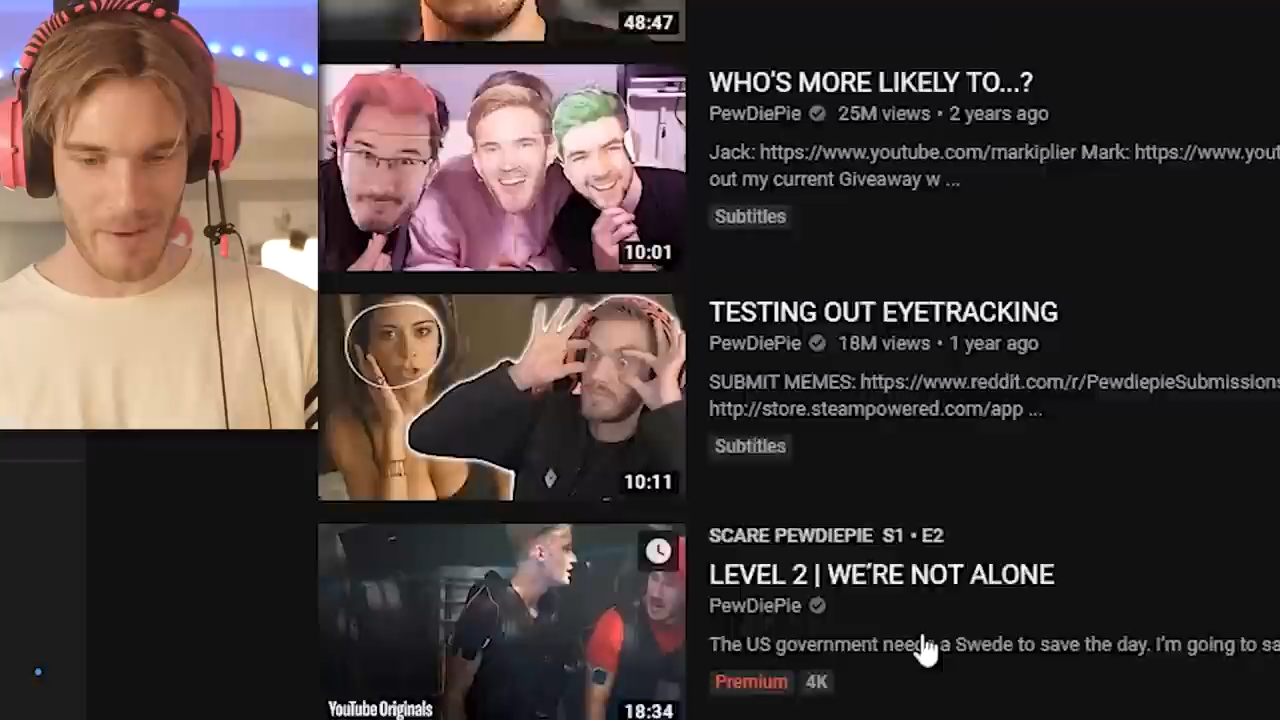 48:47
WHO'S MORE LIKELY TO...?
PewDiePie 25M views • 2 years ago
Jack: https://www.youtube.com/markiplier Mark: https://www.yout
out my current Giveaway w ...
Subtitles
10:01
TESTING OUT EYETRACKING
PewDiePie 18M views • 1 year ago
SUBMIT MEMES: https://www.reddit.com/r/PewdiepieSubmissions
http://store.steampowered.com/app ...
Subtitles
10:11
SCARE PEWDIEPIE S1 • E2
LEVEL 2 | WE'RE NOT ALONE
PewDiePie
The US government needs a Swede to save the day. I'm going to sa
Premium 4K
YouTube Originals
18:34